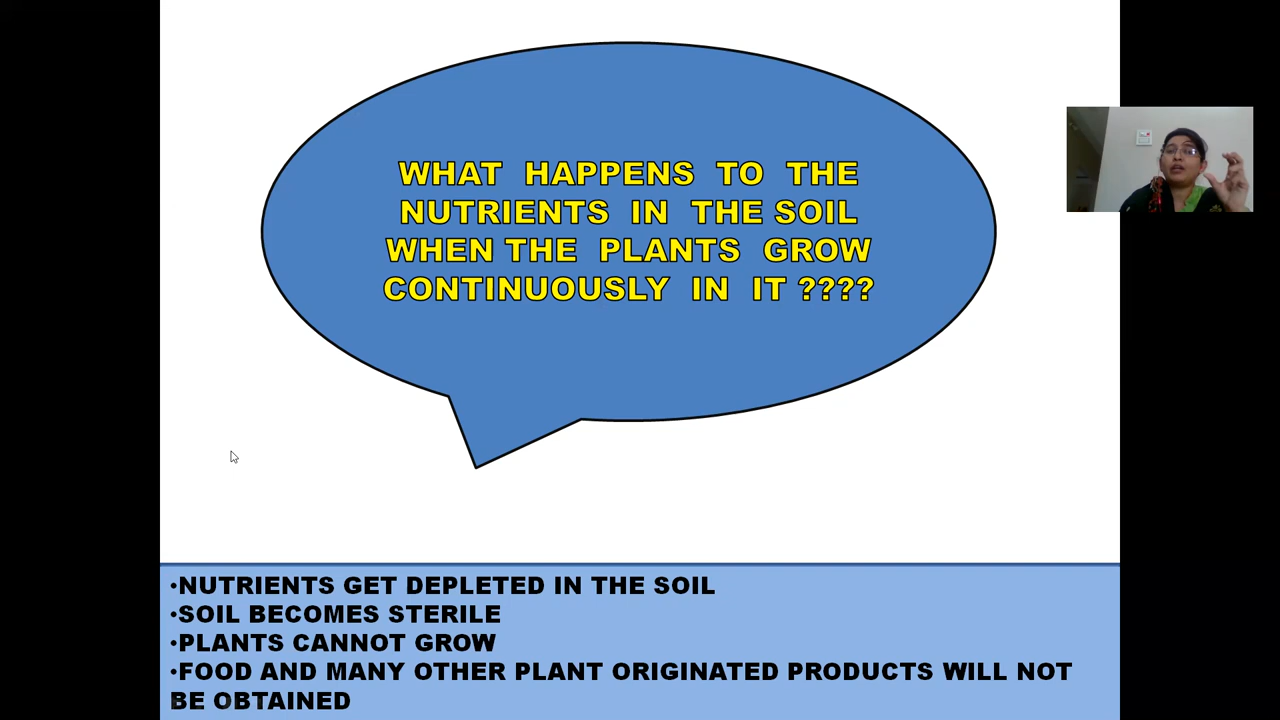 WHAT HAPPENS TO THE
NUTRIENTS IN THE SOIL
WHEN THE PLANTS GROW
CONTINUOUSLY IN IT ????
•NUTRIENTS GET DEPLETED IN THE SOIL
•SOIL BECOMES STERILE
•PLANTS CANNOT GROW
•FOOD AND MANY OTHER PLANT ORIGINATED PRODUCTS WILL NOT
BE OBTAINED